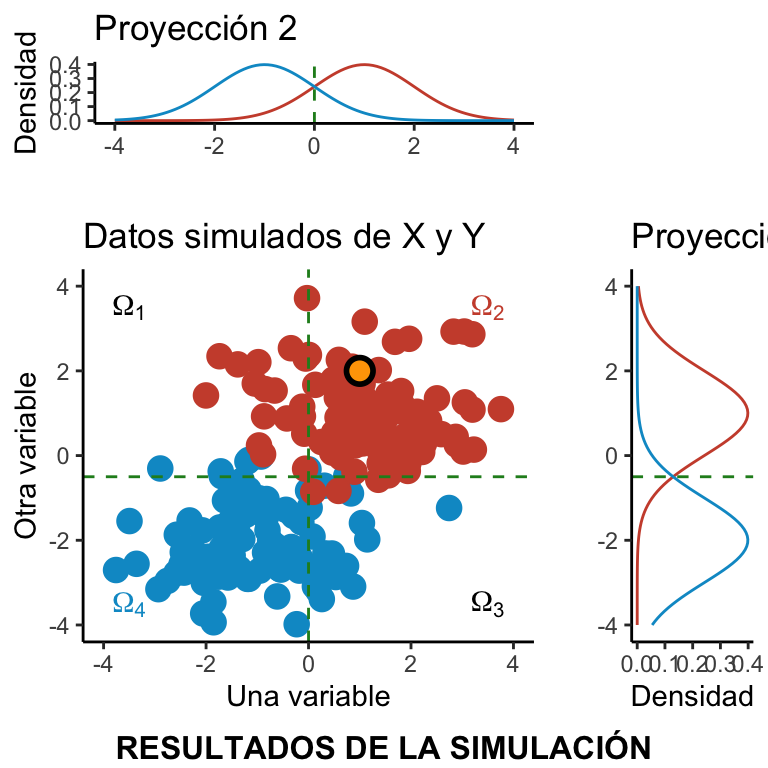 Proyección 2
Densidad
0.4
0.3
0.2
0.1
0.0
-4 -2 0 2 4
Datos simulados de X y Y
Otra variable
4
2
0
-2
-4
Ω1
Ω2
Ω4
Ω3
-4 -2 0 2 4
Una variable
Proyecci
4
2
0
-2
-4
0.0 0.1 0.2 0.3 0.4
Densidad
RESULTADOS DE LA SIMULACIÓN